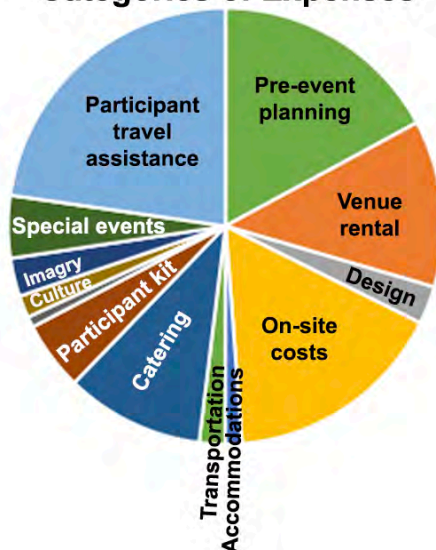 Categories of Expenses
Pre-event
planning
Venue
rental
Design
On-site
costs
Accommodations
Transportation
Catering
Participant kit
Culture
Imagry
Special events
Participant
travel
assistance